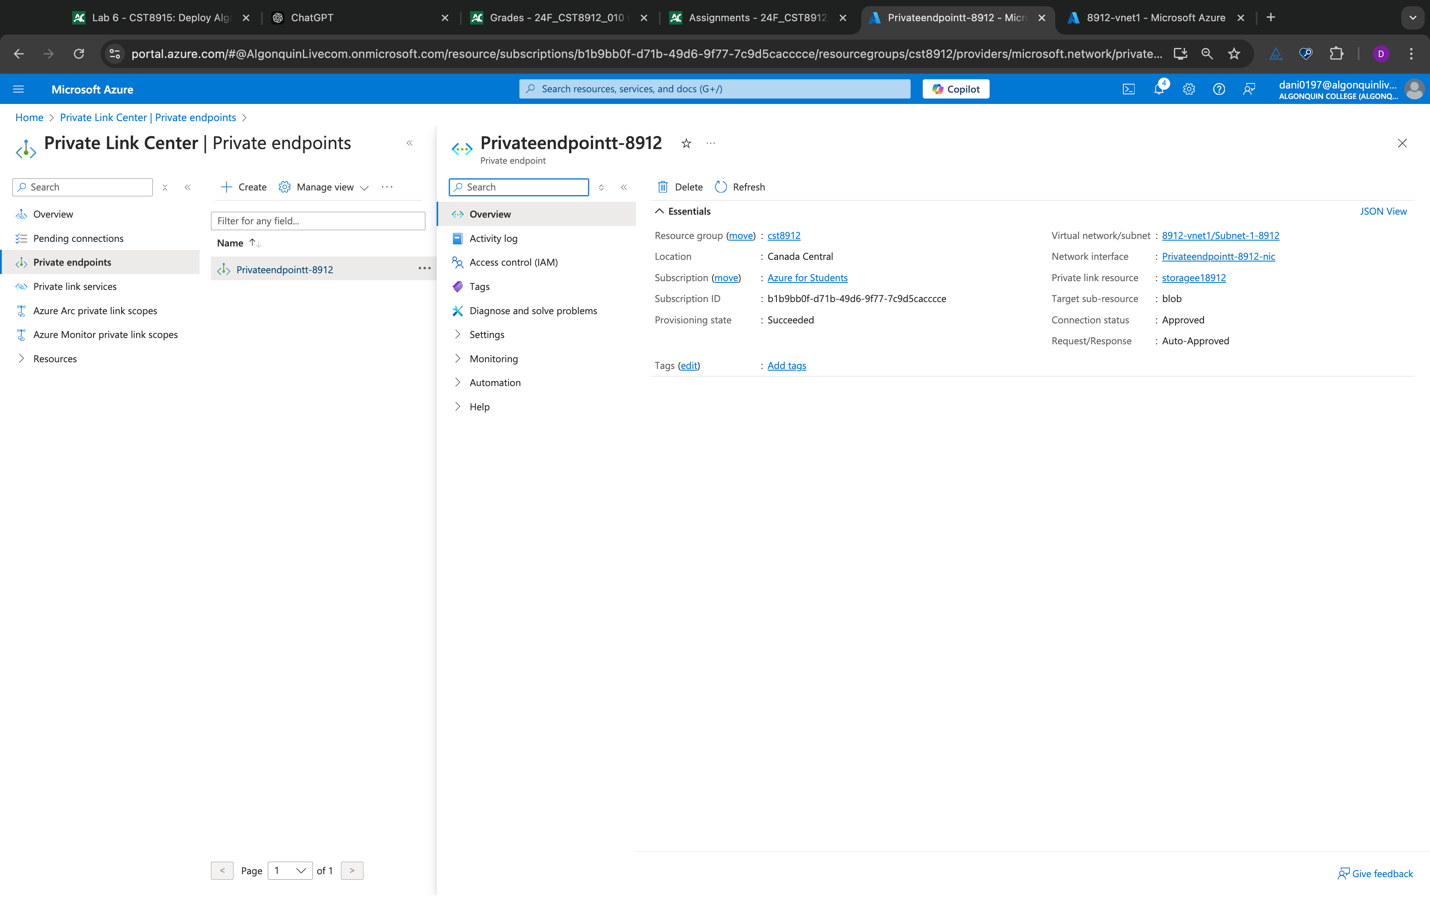 Lab 6 - CST8915: Deploy Alg
ChatGPT
Grades - 24F_CST8912_010
Assignments - 24F_CST8912
Privateendpointt-8912 - Micr
8912-vnet1 - Microsoft Azure
portal.azure.com/#@AlgonquinLivecom.onmicrosoft.com/resource/subscriptions/b1b9bb0f-d71b-49d6-9f77-7c9d5cacccce/resourcegroups/cst8912/providers/microsoft.network/private...
D
Microsoft Azure
Search resources, services, and docs (G+/)
Copilot
4
dani0197@algonquinliv...
ALGONQUIN COLLEGE (ALGONQ...
Home > Private Link Center | Private endpoints >
Private Link Center | Private endpoints
Search
Overview
Pending connections
Private endpoints
Private link services
Azure Arc private link scopes
Azure Monitor private link scopes
Resources
Create
Manage view
Filter for any field...
Name
Privateendpointt-8912
< Page 1 of 1 >
Privateendpointt-8912
Private endpoint
Search
Overview
Activity log
Access control (IAM)
Tags
Diagnose and solve problems
Settings
Monitoring
Automation
Help
Delete
Refresh
Essentials
JSON View
Resource group (move) : cst8912
Location : Canada Central
Subscription (move) : Azure for Students
Subscription ID : b1b9bb0f-d71b-49d6-9f77-7c9d5cacccce
Provisioning state : Succeeded
Virtual network/subnet : 8912-vnet1/Subnet-1-8912
Network interface : Privateendpointt-8912-nic
Private link resource : storagee18912
Target sub-resource : blob
Connection status : Approved
Request/Response : Auto-Approved
Tags (edit) : Add tags
Give feedback